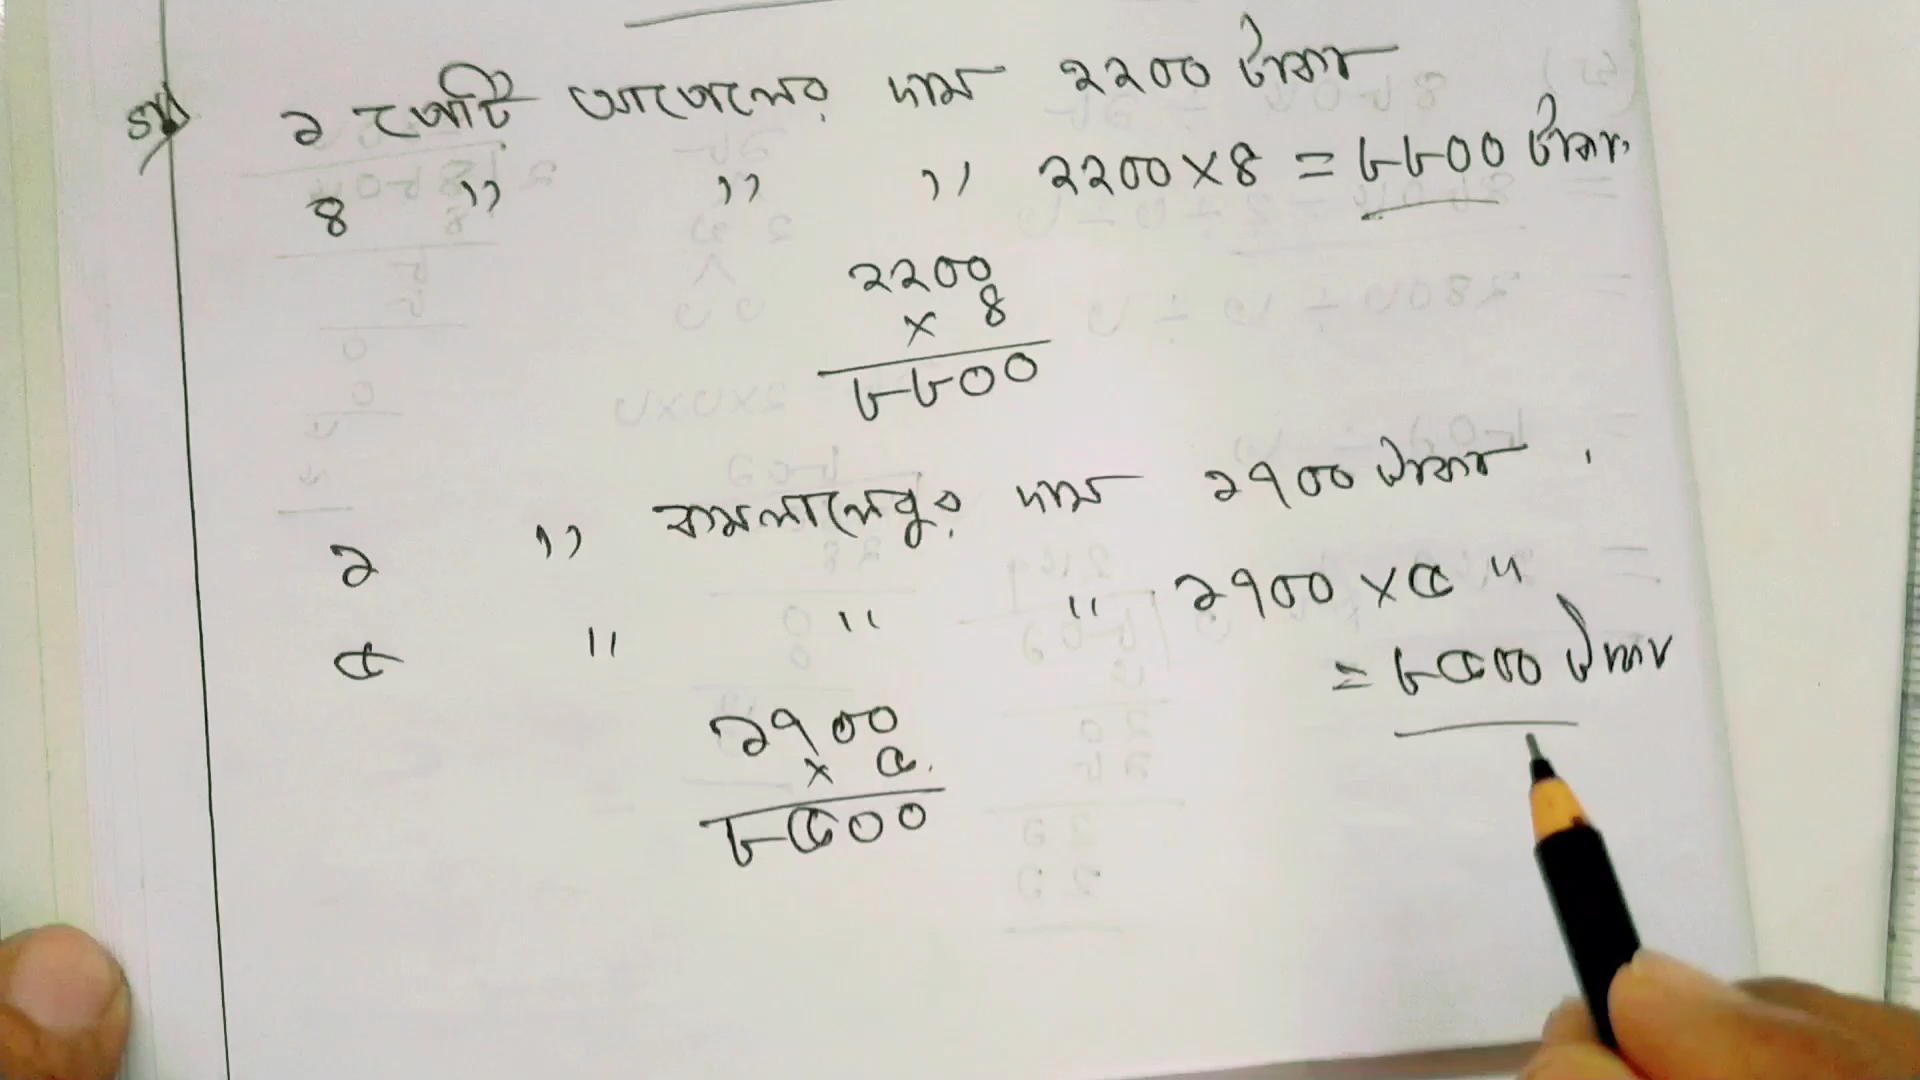 ১ পেটি আপেলের দাম ২২০০ টাকা
৪ ,, ,, ,, ২২০০×৪ = ৮৮০০ টাকা
২২০০
× ৪
৮৮০০
১ ,, কমলালেবুর দাম ১৭০০ টাকা
৫ " " " ১৭০০ × ৫ "
= ৮৫০০ টাকা
১৭০০
× ৫
৮৫০০